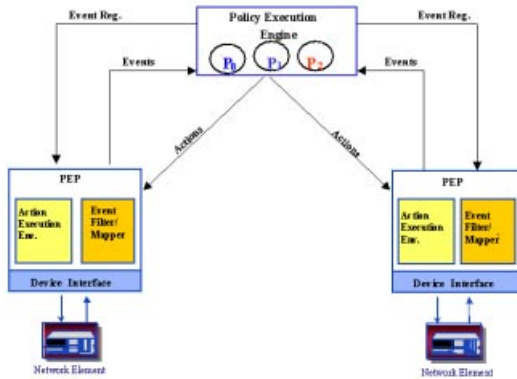 Policy Execution
Engine
P0 P1 P2
Event Reg.
Event Reg.
Events
Events
Actions
Actions
PEP
Action
Execution
Env.
Event
Filter/
Mapper
Device Interface
Network Element
PEP
Action
Execution
Env.
Event
Filter/
Mapper
Device Interface
Network Element